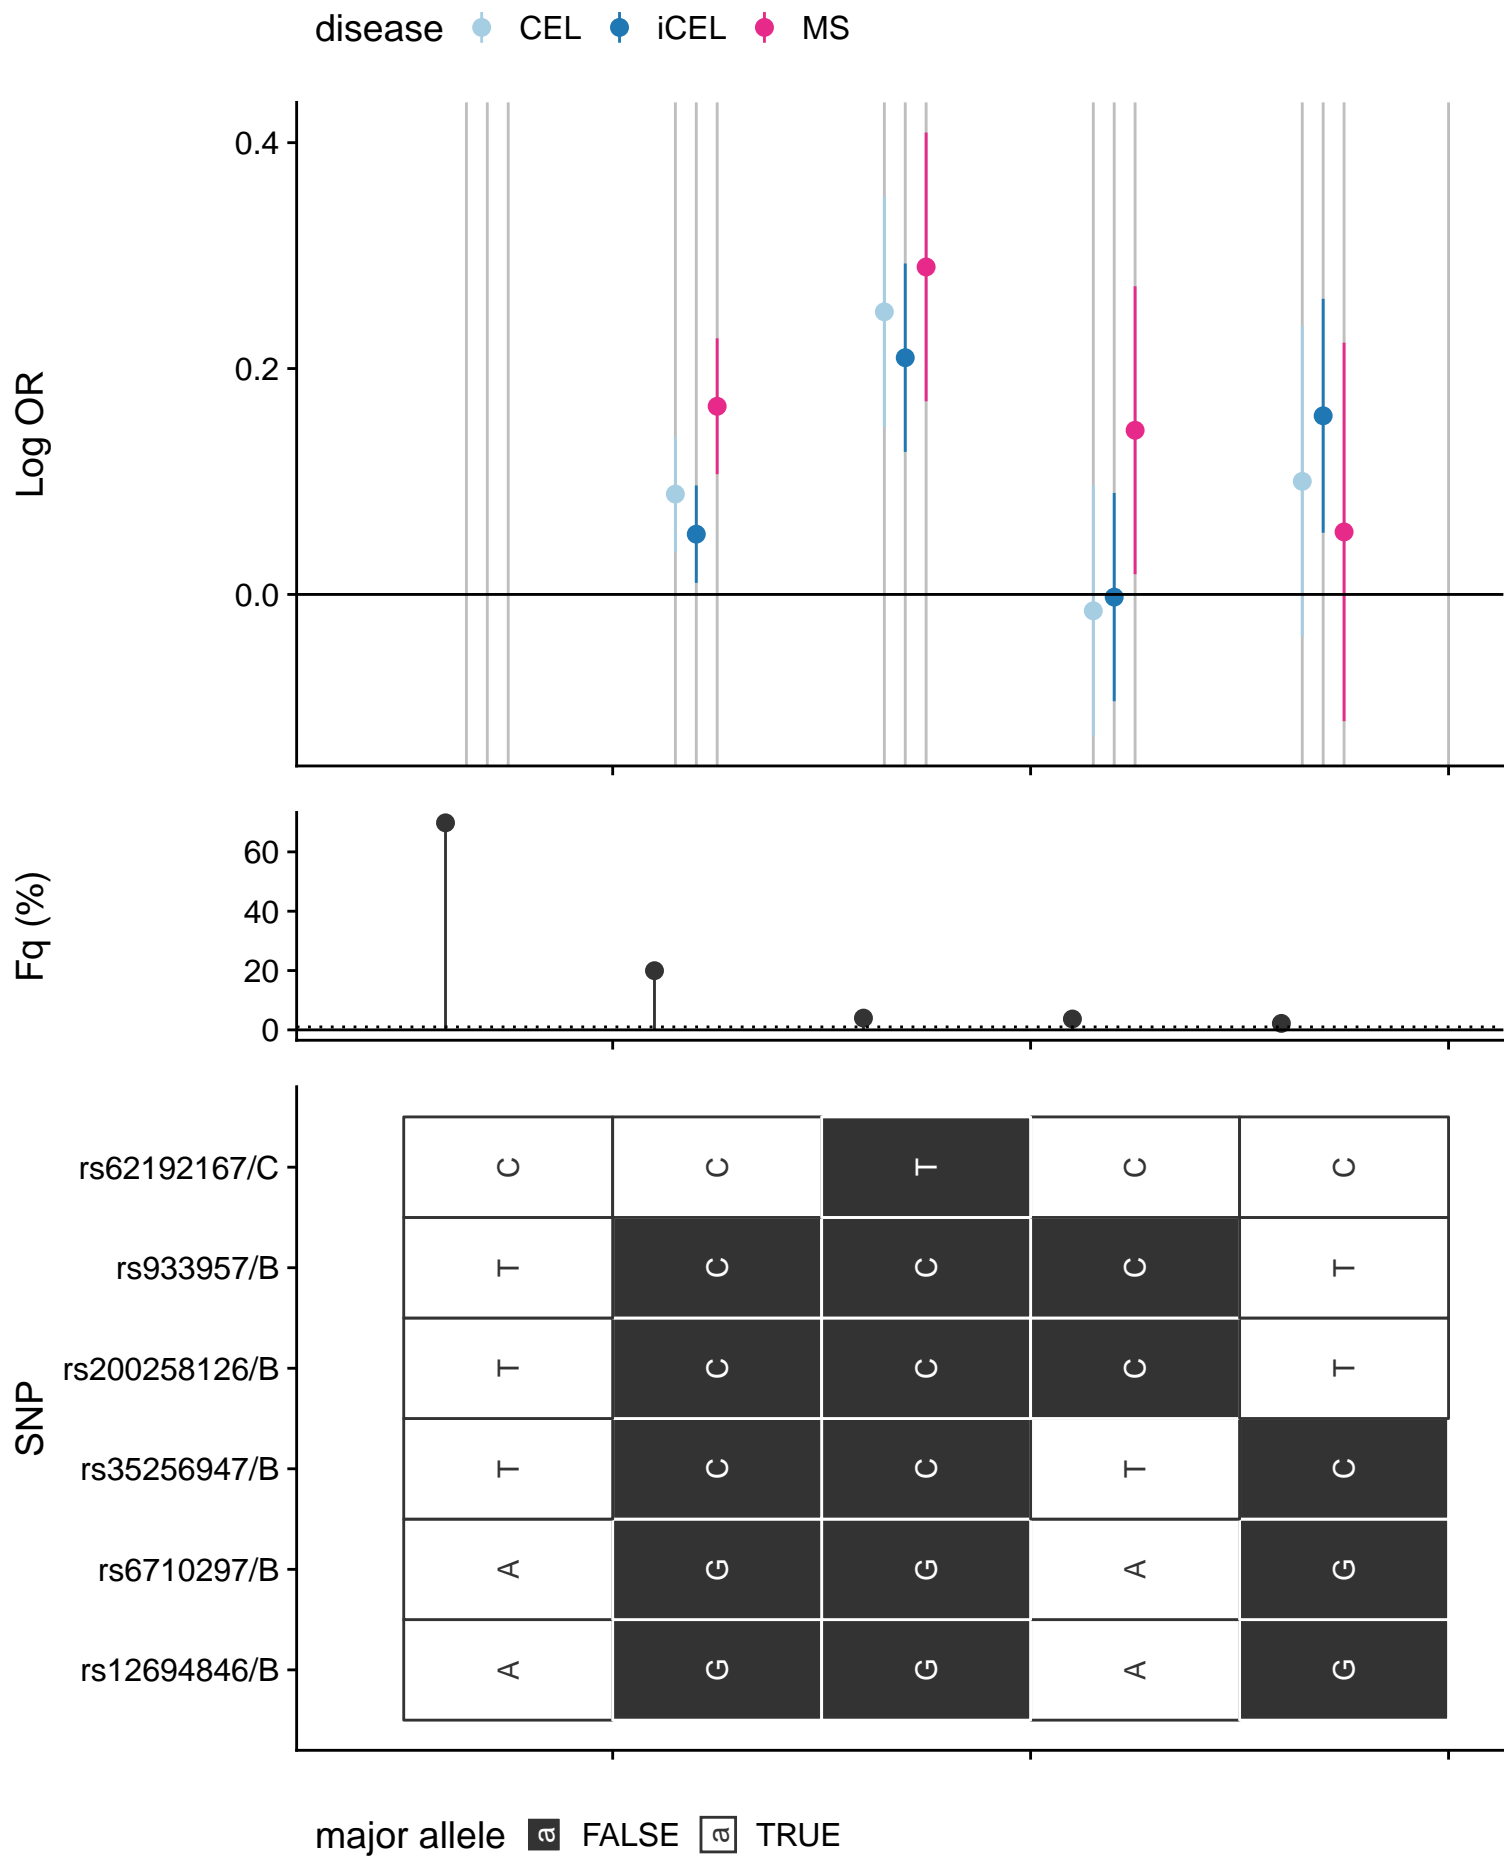 disease CEL iCEL MS
Log OR
0.4
0.2
0.0
Fq (%)
60
40
20
0
SNP
rs62192167/C C C T C C
rs933957/B T C C C T
rs200258126/B T C C C T
rs35256947/B T C C T C
rs6710297/B A G G A G
rs12694846/B A G G A G
major allele a FALSE a TRUE